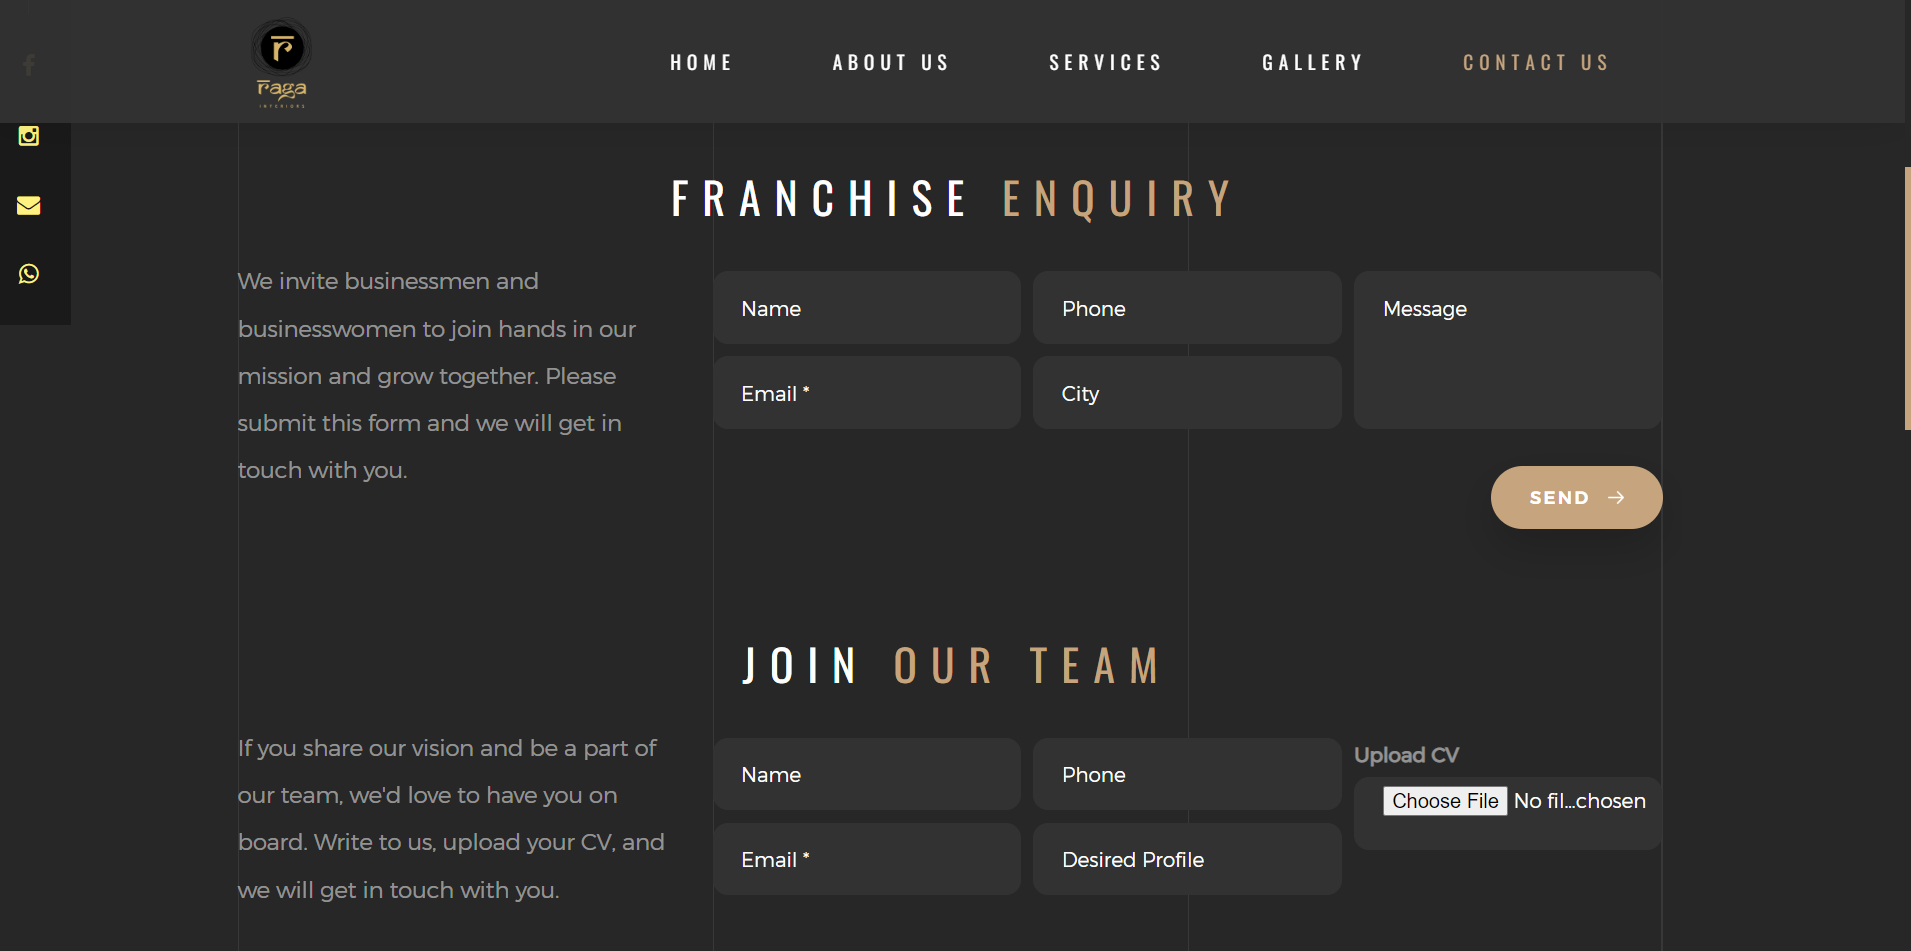 r
raga
INTERIORS
HOME
ABOUT US
SERVICES
GALLERY
CONTACT US
FRANCHISE ENQUIRY
We invite businessmen and
businesswomen to join hands in our
mission and grow together. Please
submit this form and we will get in
touch with you.
Name
Phone
Message
Email *
City
SEND
JOIN OUR TEAM
If you share our vision and be a part of
our team, we'd love to have you on
board. Write to us, upload your CV, and
we will get in touch with you.
Name
Phone
Upload CV
Choose File No fil...chosen
Email *
Desired Profile